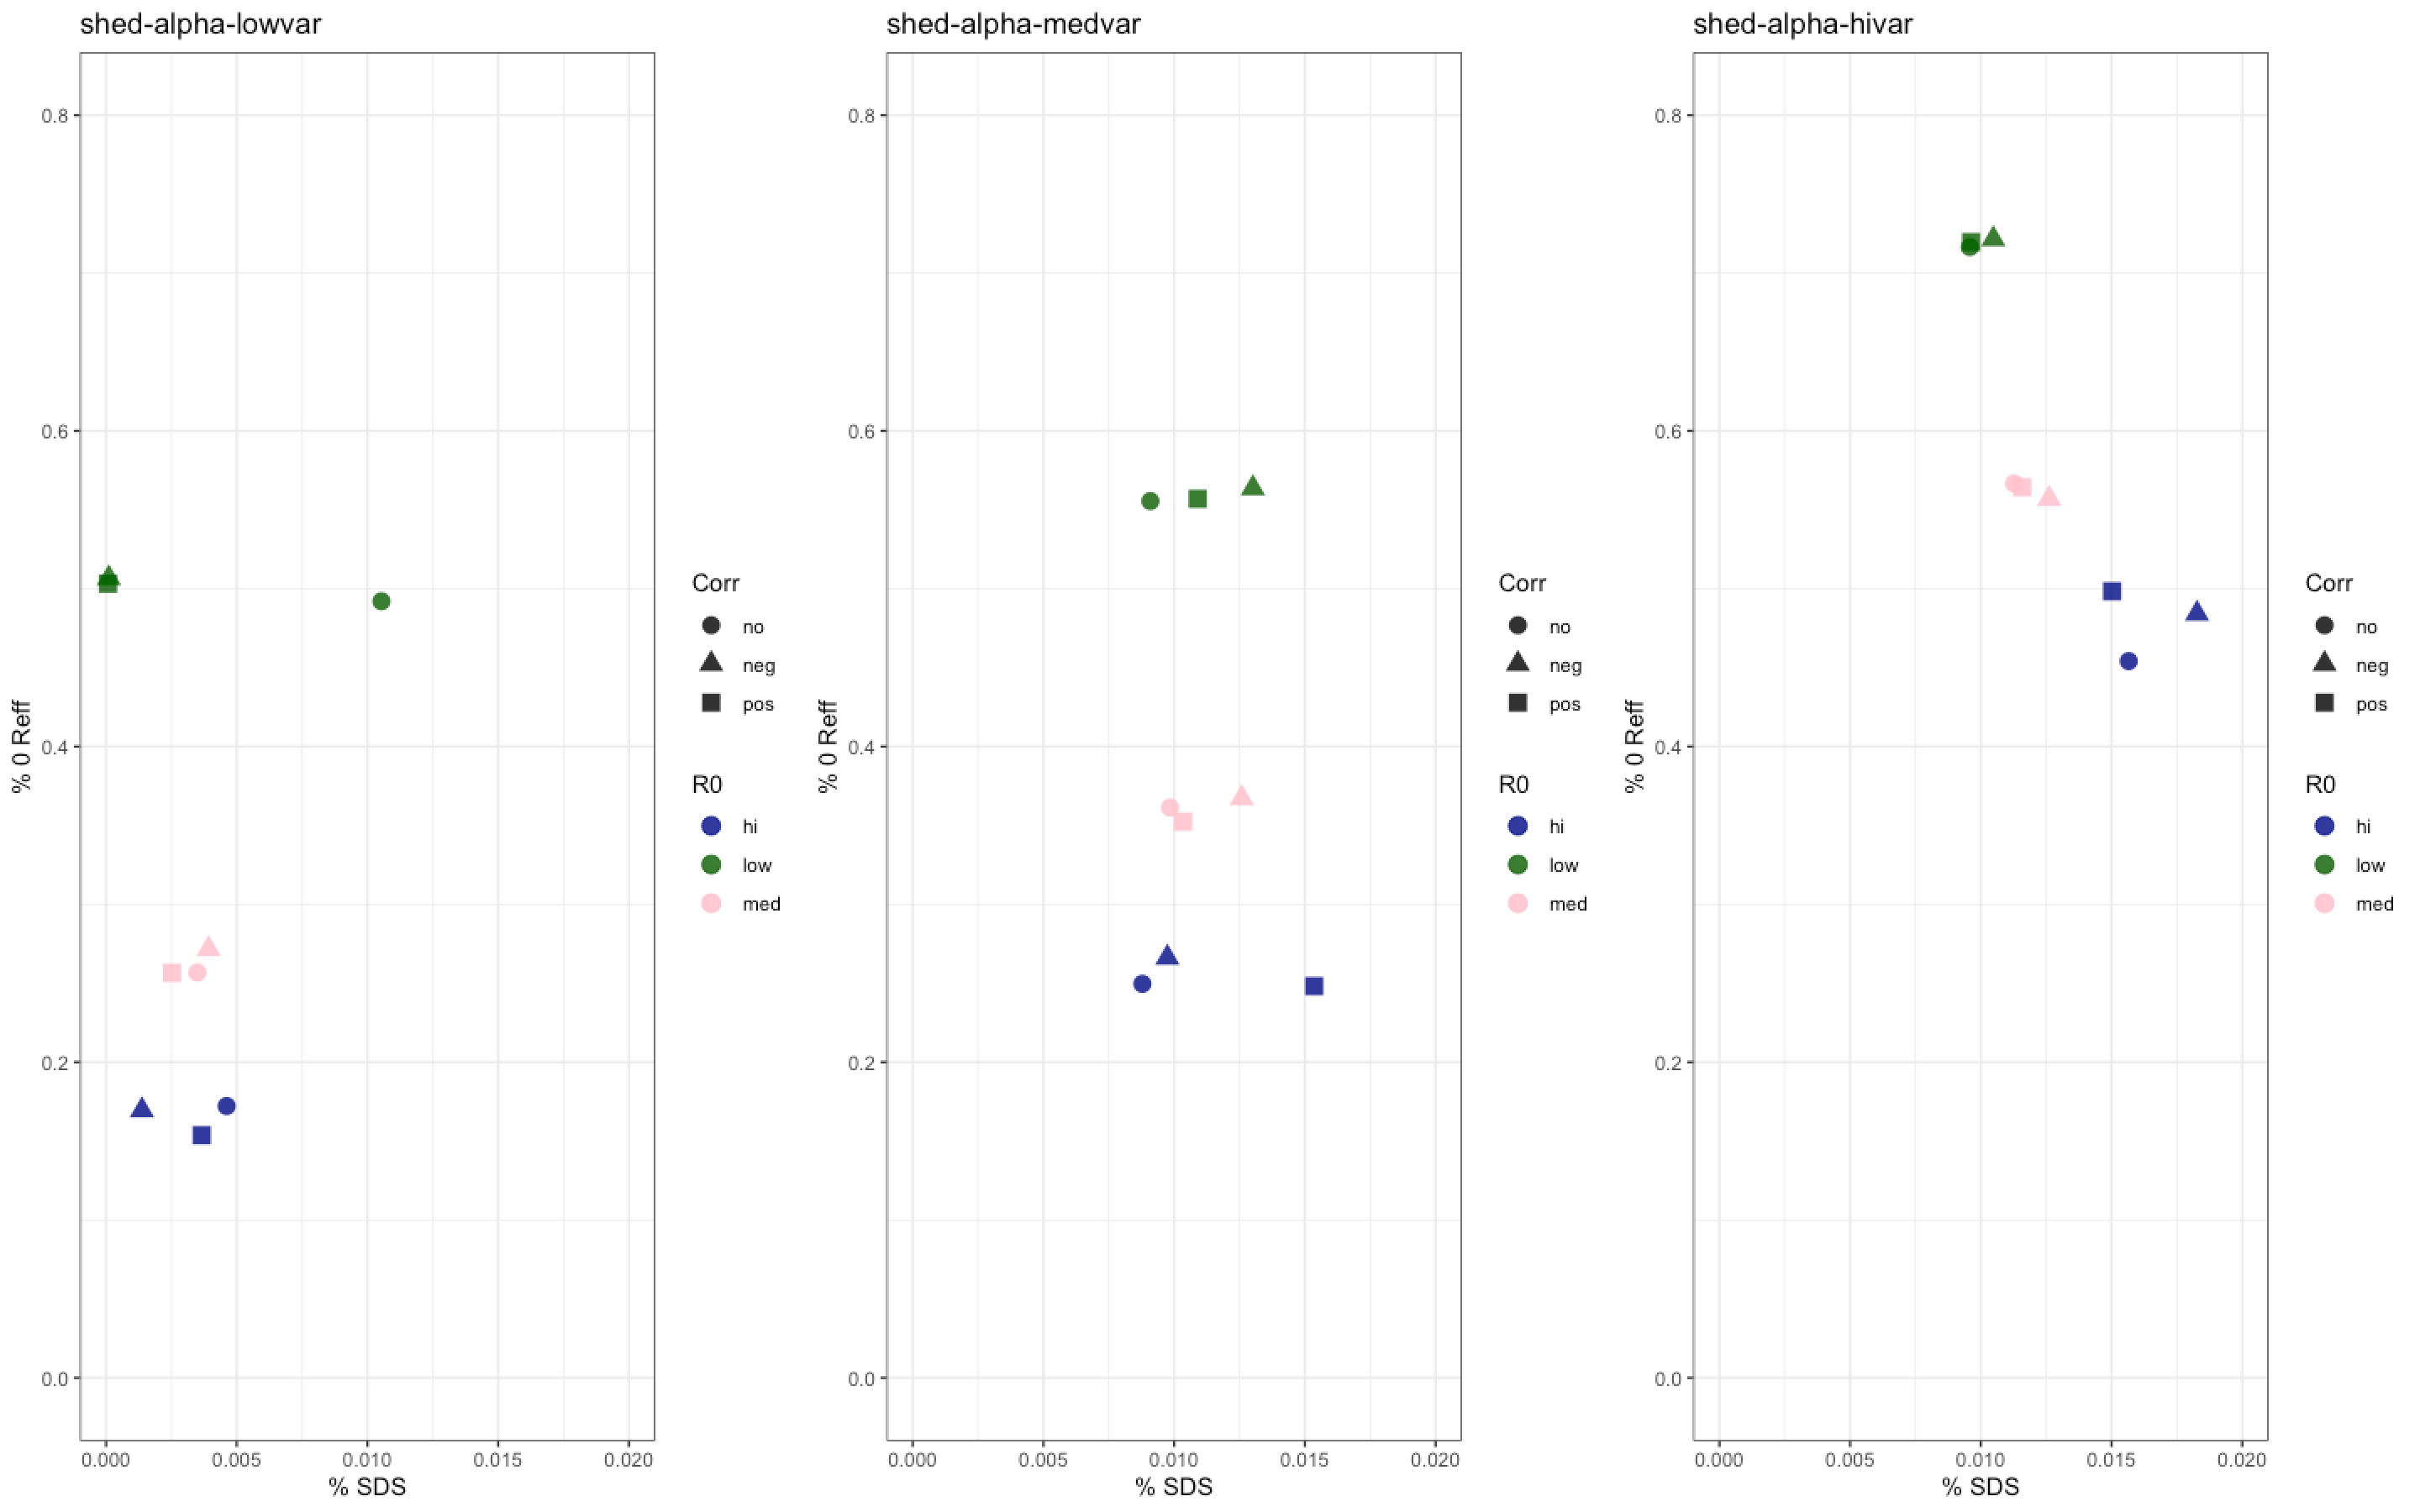 shed-alpha-lowvar
% 0 Reff
0.8
0.6
0.4
0.2
0.0
0.000 0.005 0.010 0.015 0.020
% SDS
Corr
no
neg
pos
R0
hi
low
med
shed-alpha-medvar
% 0 Reff
0.8
0.6
0.4
0.2
0.0
0.000 0.005 0.010 0.015 0.020
% SDS
Corr
no
neg
pos
R0
hi
low
med
shed-alpha-hivar
% 0 Reff
0.8
0.6
0.4
0.2
0.0
0.000 0.005 0.010 0.015 0.020
% SDS
Corr
no
neg
pos
R0
hi
low
med